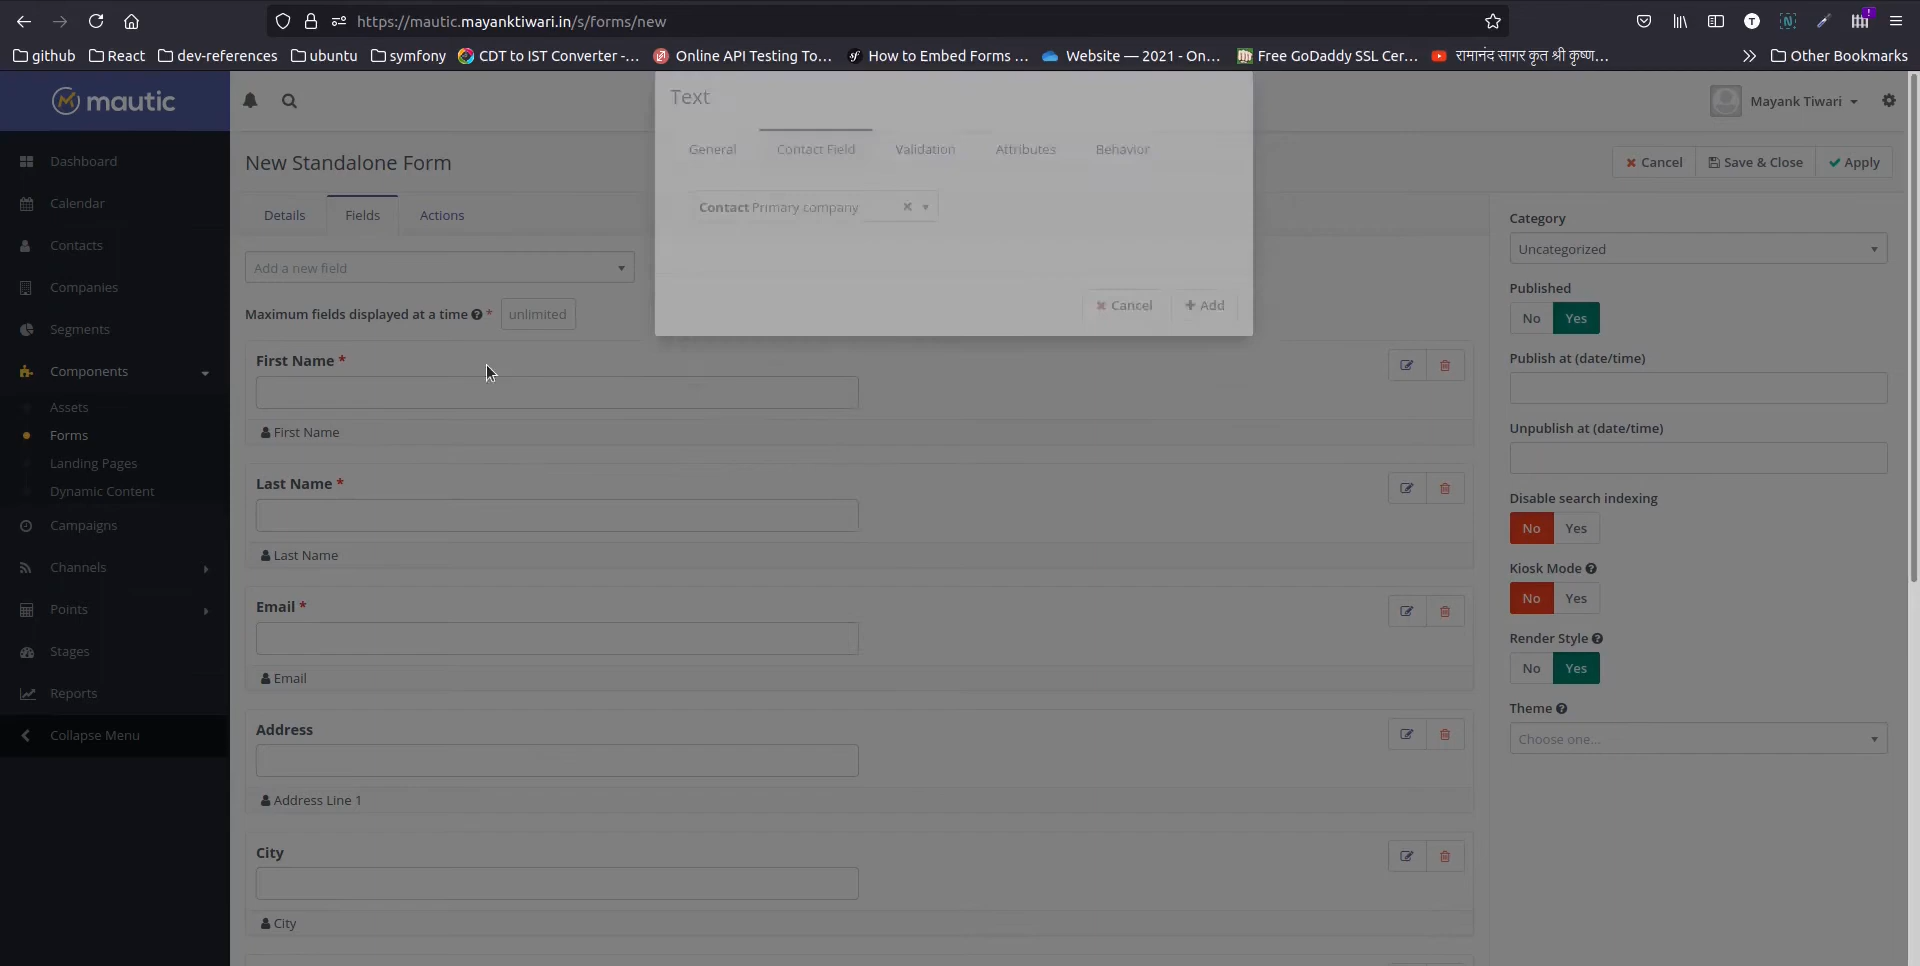 https://mautic.mayanktiwari.in/s/forms/new
github React dev-references ubuntu symfony CDT to IST Converter -... Online API Testing To... How to Embed Forms ... Website — 2021 - On... Free GoDaddy SSL Cer... रामानंद सागर कृत श्री कृष्ण... Other Bookmarks
mautic
Mayank Tiwari
Text
General Contact Field Validation Attributes Behavior
Contact Primary company
Cancel Add
Dashboard
Calendar
Contacts
Companies
Segments
Components
Assets
Forms
Landing Pages
Dynamic Content
Campaigns
Channels
Points
Stages
Reports
Collapse Menu
New Standalone Form
Cancel Save & Close Apply
Details Fields Actions
Add a new field
Maximum fields displayed at a time * unlimited
First Name *
First Name
Last Name *
Last Name
Email *
Email
Address
Address Line 1
City
City
Category
Uncategorized
Published
No Yes
Publish at (date/time)
Unpublish at (date/time)
Disable search indexing
No Yes
Kiosk Mode
No Yes
Render Style
No Yes
Theme
Choose one...